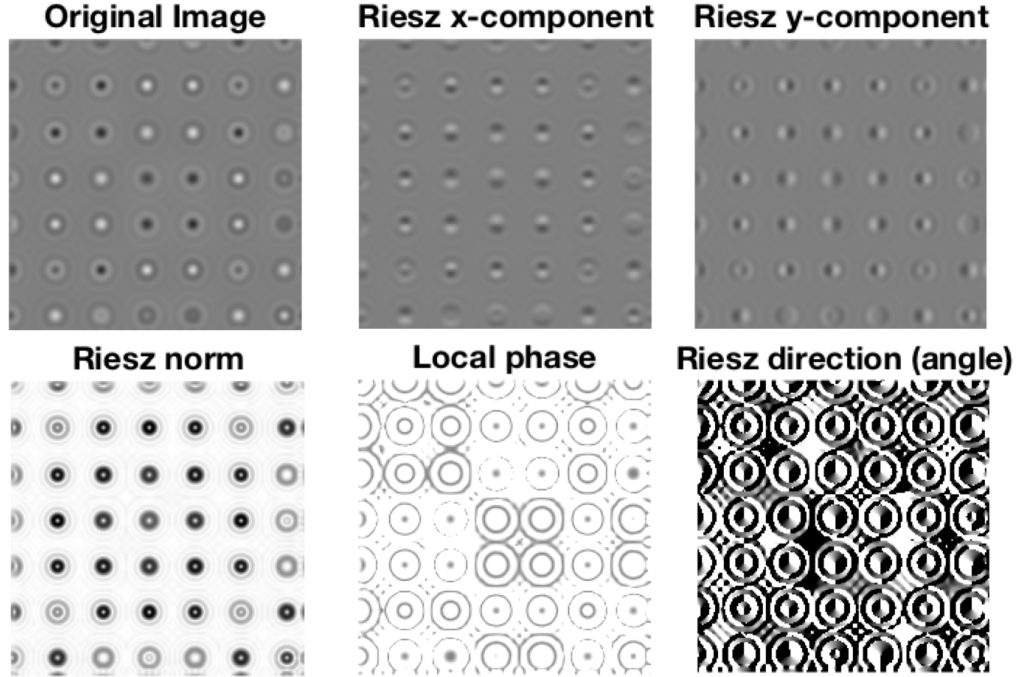 Original Image
Riesz x-component
Riesz y-component
Riesz norm
Local phase
Riesz direction (angle)